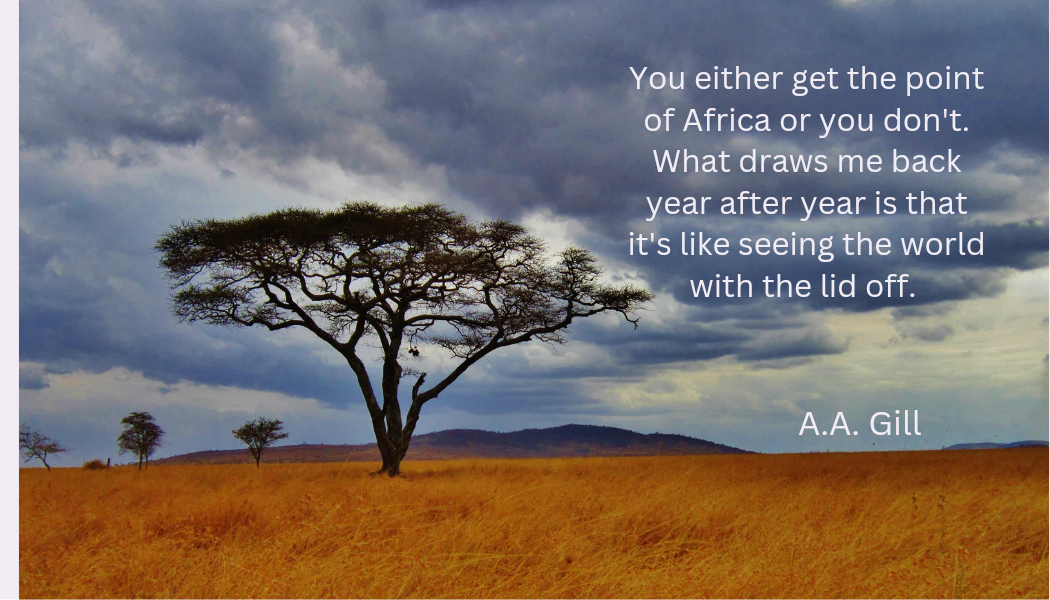 You either get the point
of Africa or you don't.
What draws me back
year after year is that
it's like seeing the world
with the lid off.
A.A. Gill